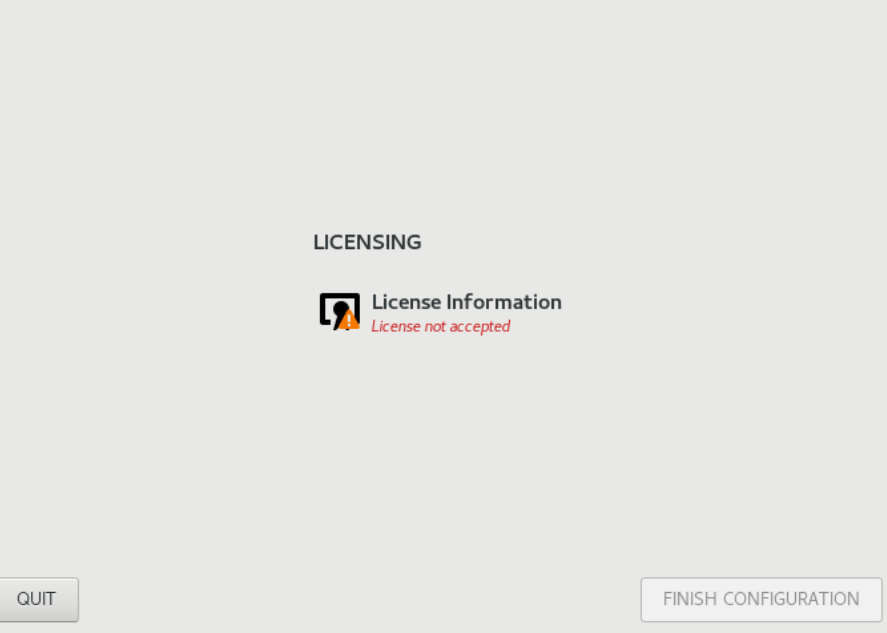 LICENSING
License Information
License not accepted
QUIT
FINISH CONFIGURATION